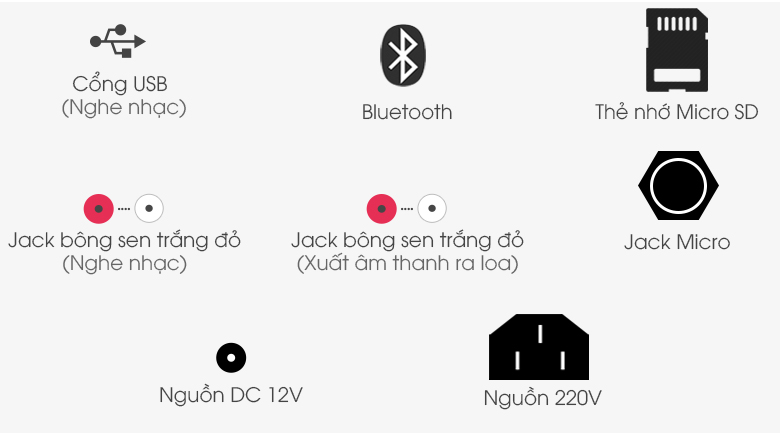 Cổng USB
(Nghe nhạc)
Bluetooth
Thẻ nhớ Micro SD
Jack bông sen trắng đỏ
(Nghe nhạc)
Jack bông sen trắng đỏ
(Xuất âm thanh ra loa)
Jack Micro
Nguồn DC 12V
Nguồn 220V